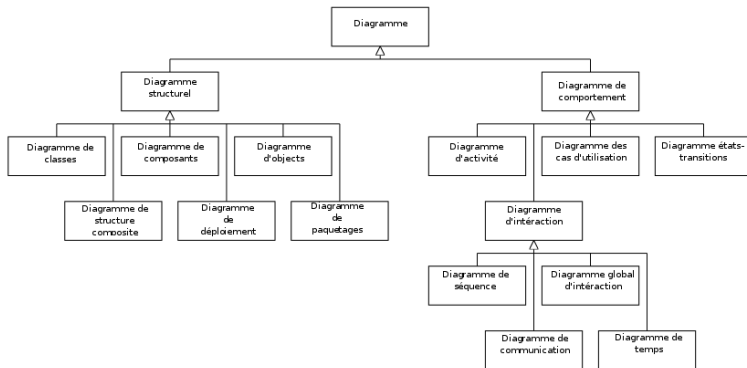 Diagramme
Diagramme
structurel
Diagramme de
comportement
Diagramme de
classes
Diagramme de
composants
Diagramme
d'objects
Diagramme
d'activité
Diagramme des
cas d'utilisation
Diagramme états-
transitions
Diagramme de
structure
composite
Diagramme
de
déploiement
Diagramme
de
paquetages
Diagramme
d'intéraction
Diagramme de
séquence
Diagramme global
d'intéraction
Diagramme de
communication
Diagramme de
temps